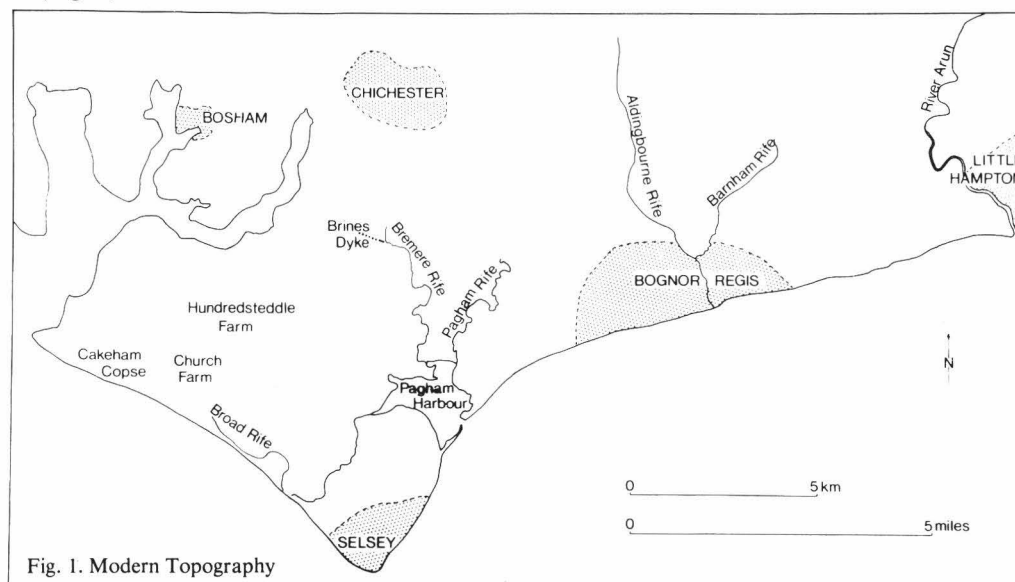 River Arun
CHICHESTER
BOSHAM
Aldingbourne Rife
Barnham Rife
LITTLE
HAMPTON
Brines
Dyke
Bremere Rife
Pagham Rife
BOGNOR REGIS
Hundredsteddle
Farm
Cakeham
Copse
Church
Farm
N
Pagham
Harbour
Broad Rife
0 5 km
0 5 miles
SELSEY
Fig. 1. Modern Topography